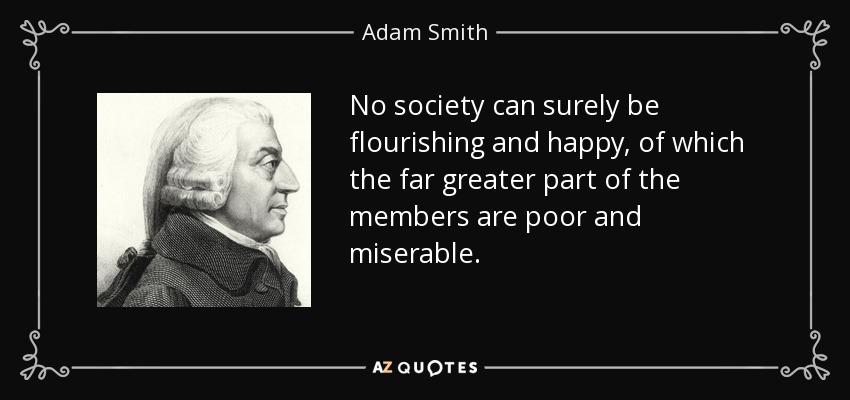 Adam Smith
No society can surely be
flourishing and happy, of which
the far greater part of the
members are poor and
miserable.
AZ QUOTES